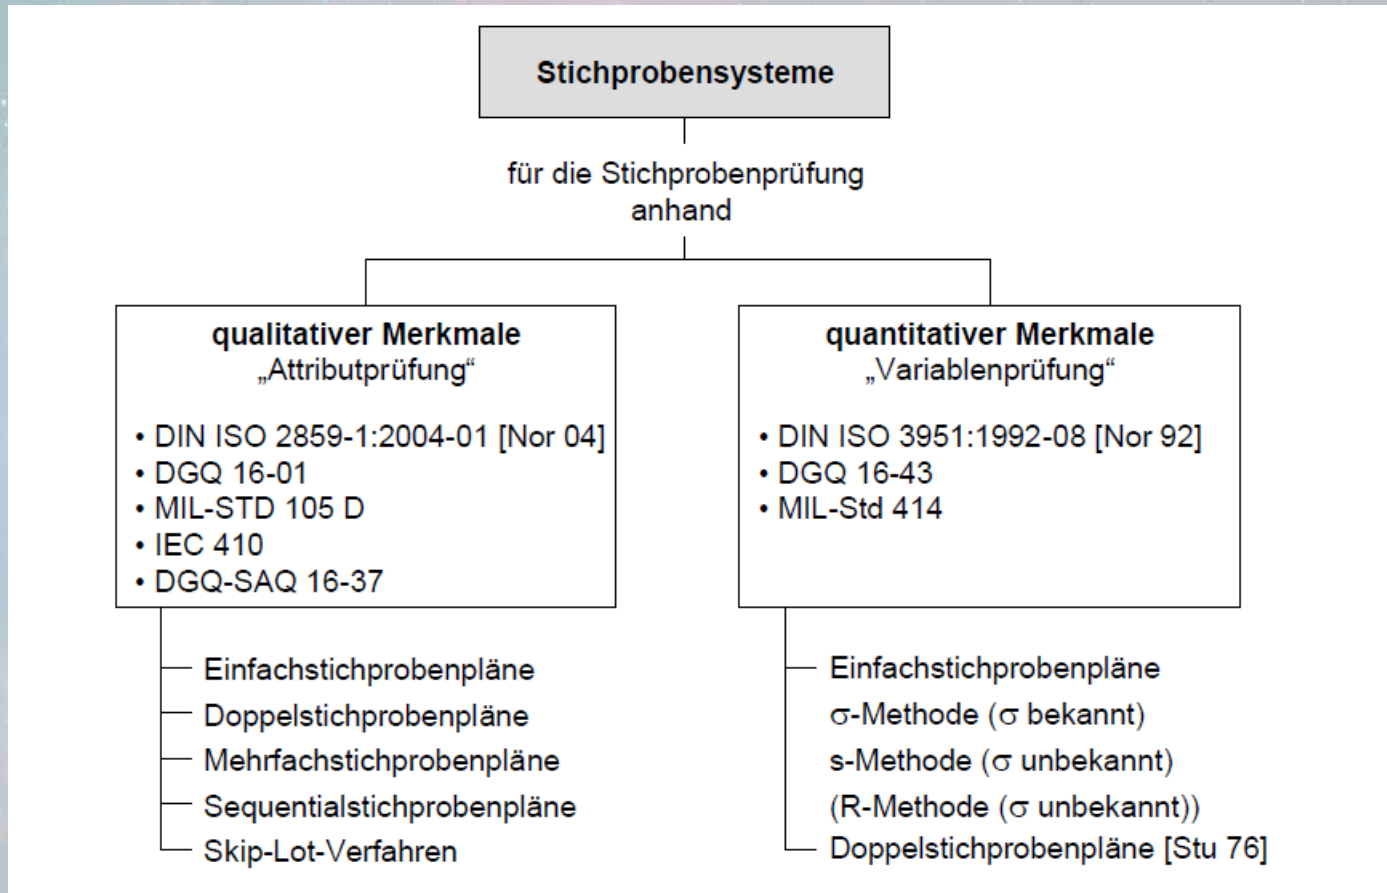 Stichprobensysteme
für die Stichprobenprüfung
anhand
qualitativer Merkmale
„Attributprüfung“
• DIN ISO 2859-1:2004-01 [Nor 04]
• DGQ 16-01
• MIL-STD 105 D
• IEC 410
• DGQ-SAQ 16-37
Einfachstichprobenpläne
Doppelstichprobenpläne
Mehrfachstichprobenpläne
Sequentialstichprobenpläne
Skip-Lot-Verfahren
quantitativer Merkmale
„Variablenprüfung“
• DIN ISO 3951:1992-08 [Nor 92]
• DGQ 16-43
• MIL-Std 414
Einfachstichprobenpläne
σ-Methode (σ bekannt)
s-Methode (σ unbekannt)
(R-Methode (σ unbekannt))
Doppelstichprobenpläne [Stu 76]